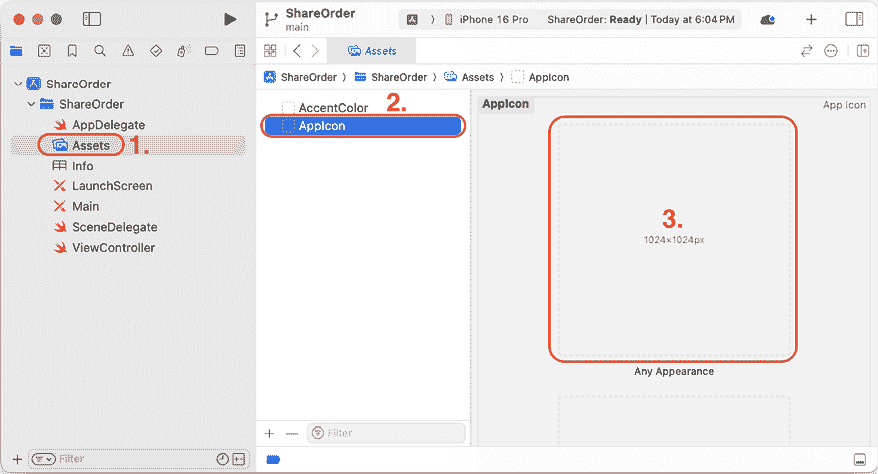 ShareOrder
main
iPhone 16 Pro
ShareOrder: Ready | Today at 6:04 PM
Assets
ShareOrder
ShareOrder
AppDelegate
Assets
1.
Info
LaunchScreen
Main
SceneDelegate
ViewController
Filter
ShareOrder 〉 ShareOrder 〉 Assets 〉 AppIcon
AccentColor
2.
AppIcon
Filter
AppIcon
App Icon
3.
1024×1024px
Any Appearance